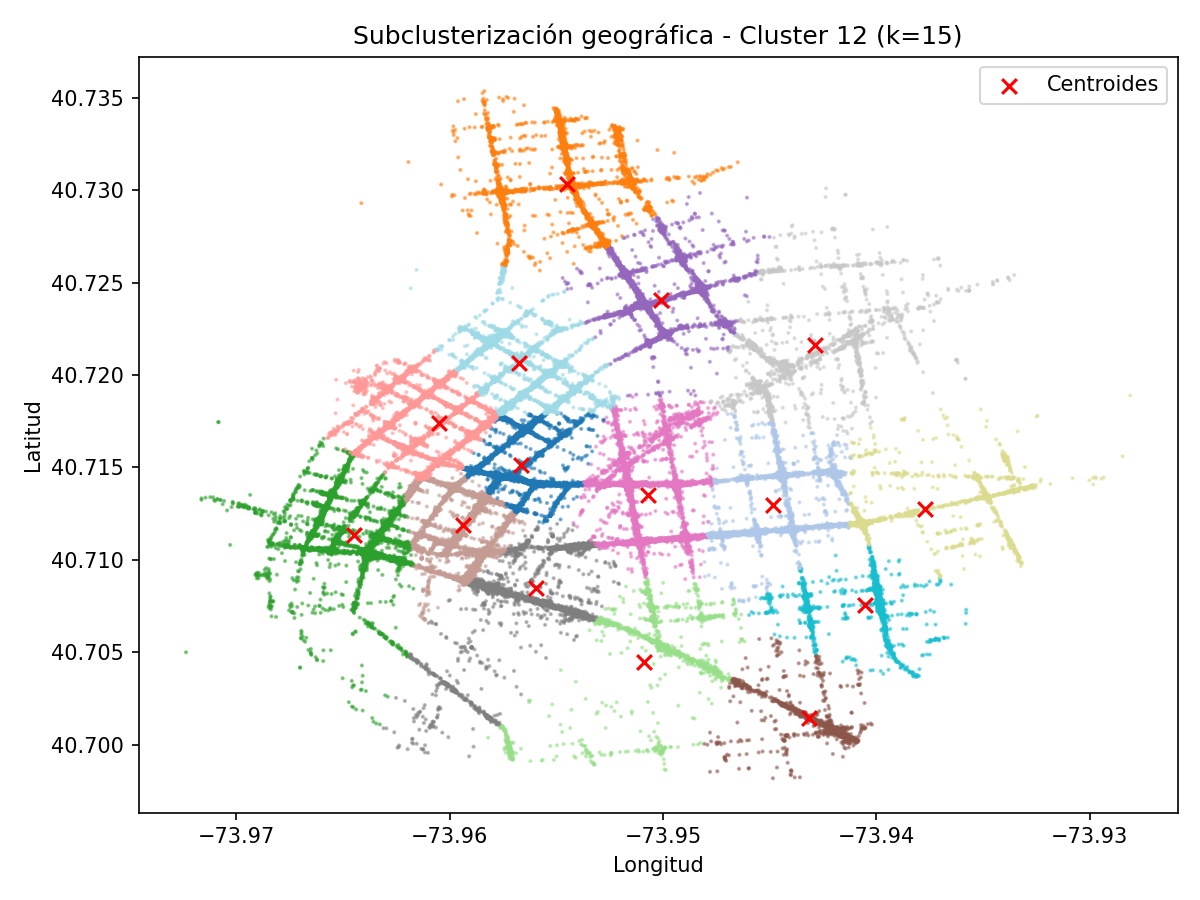 Subclusterización geográfica - Cluster 12 (k=15)
Centroides
40.735
40.730
40.725
40.720
40.715
40.710
40.705
40.700
Latitud
−73.97 −73.96 −73.95 −73.94 −73.93
Longitud